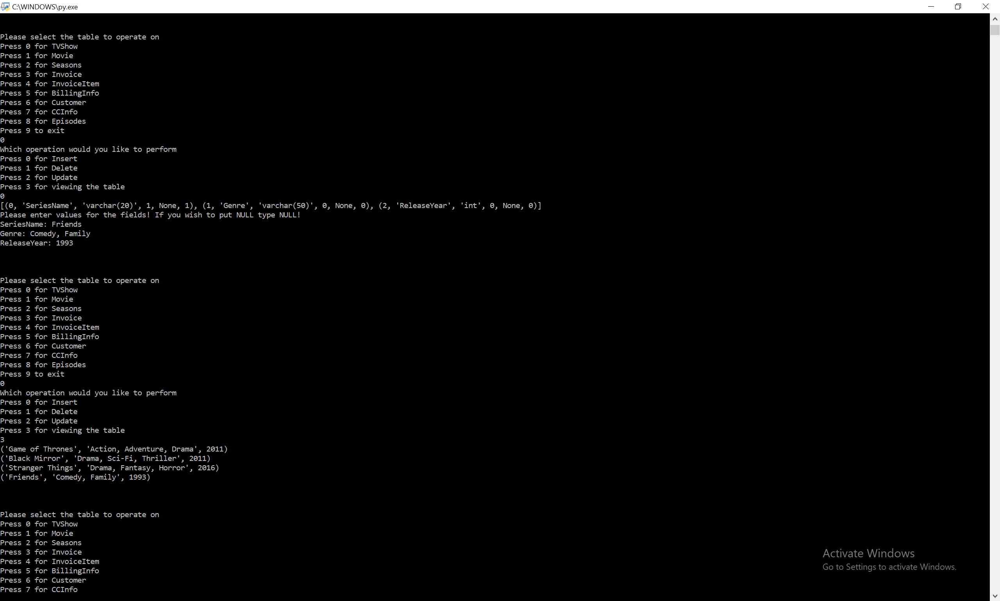 C:\WINDOWS\py.exe
Please select the table to operate on
Press 0 for TVShow
Press 1 for Movie
Press 2 for Seasons
Press 3 for Invoice
Press 4 for InvoiceItem
Press 5 for BillingInfo
Press 6 for Customer
Press 7 for CCInfo
Press 8 for Episodes
Press 9 to exit
0
Which operation would you like to perform
Press 0 for Insert
Press 1 for Delete
Press 2 for Update
Press 3 for viewing the table
0
[(0, 'SeriesName', 'varchar(20)', 1, None, 1), (1, 'Genre', 'varchar(50)', 0, None, 0), (2, 'ReleaseYear', 'int', 0, None, 0)]
Please enter values for the fields! If you wish to put NULL type NULL!
SeriesName: Friends
Genre: Comedy, Family
ReleaseYear: 1993
Please select the table to operate on
Press 0 for TVShow
Press 1 for Movie
Press 2 for Seasons
Press 3 for Invoice
Press 4 for InvoiceItem
Press 5 for BillingInfo
Press 6 for Customer
Press 7 for CCInfo
Press 8 for Episodes
Press 9 to exit
0
Which operation would you like to perform
Press 0 for Insert
Press 1 for Delete
Press 2 for Update
Press 3 for viewing the table
3
('Game of Thrones', 'Action, Adventure, Drama', 2011)
('Black Mirror', 'Drama, Sci-Fi, Thriller', 2011)
('Stranger Things', 'Drama, Fantasy, Horror', 2016)
('Friends', 'Comedy, Family', 1993)
Please select the table to operate on
Press 0 for TVShow
Press 1 for Movie
Press 2 for Seasons
Press 3 for Invoice
Press 4 for InvoiceItem
Press 5 for BillingInfo
Press 6 for Customer
Press 7 for CCInfo
Activate Windows
Go to Settings to activate Windows.